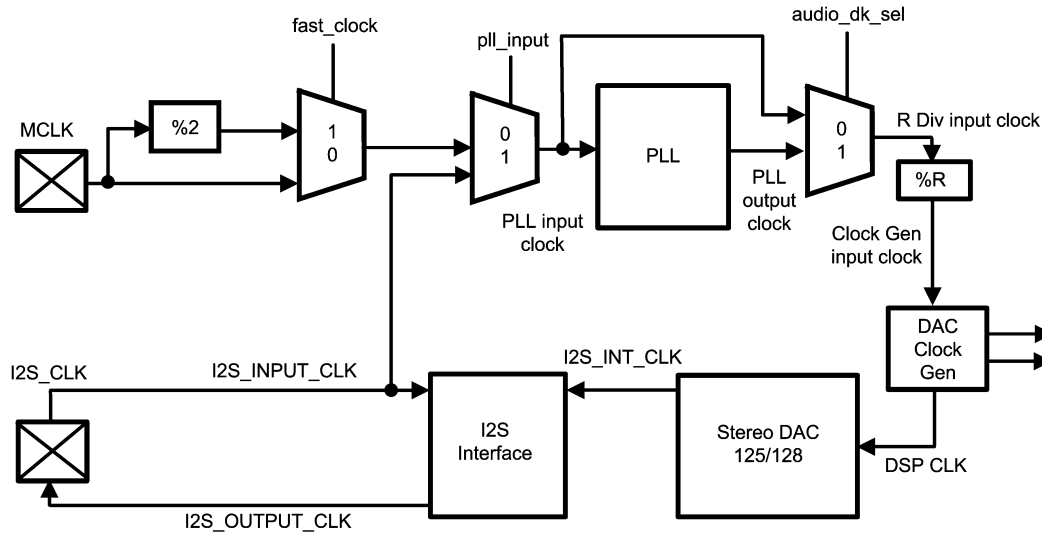 fast_clock
pll_input
audio_dk_sel
MCLK
%2
1
0
0
1
PLL
0
1
R Div input clock
%R
PLL input
clock
PLL
output
clock
Clock Gen
input clock
DAC
Clock
Gen
I2S_CLK
I2S_INPUT_CLK
I2S_INT_CLK
I2S
Interface
Stereo DAC
125/128
DSP CLK
I2S_OUTPUT_CLK